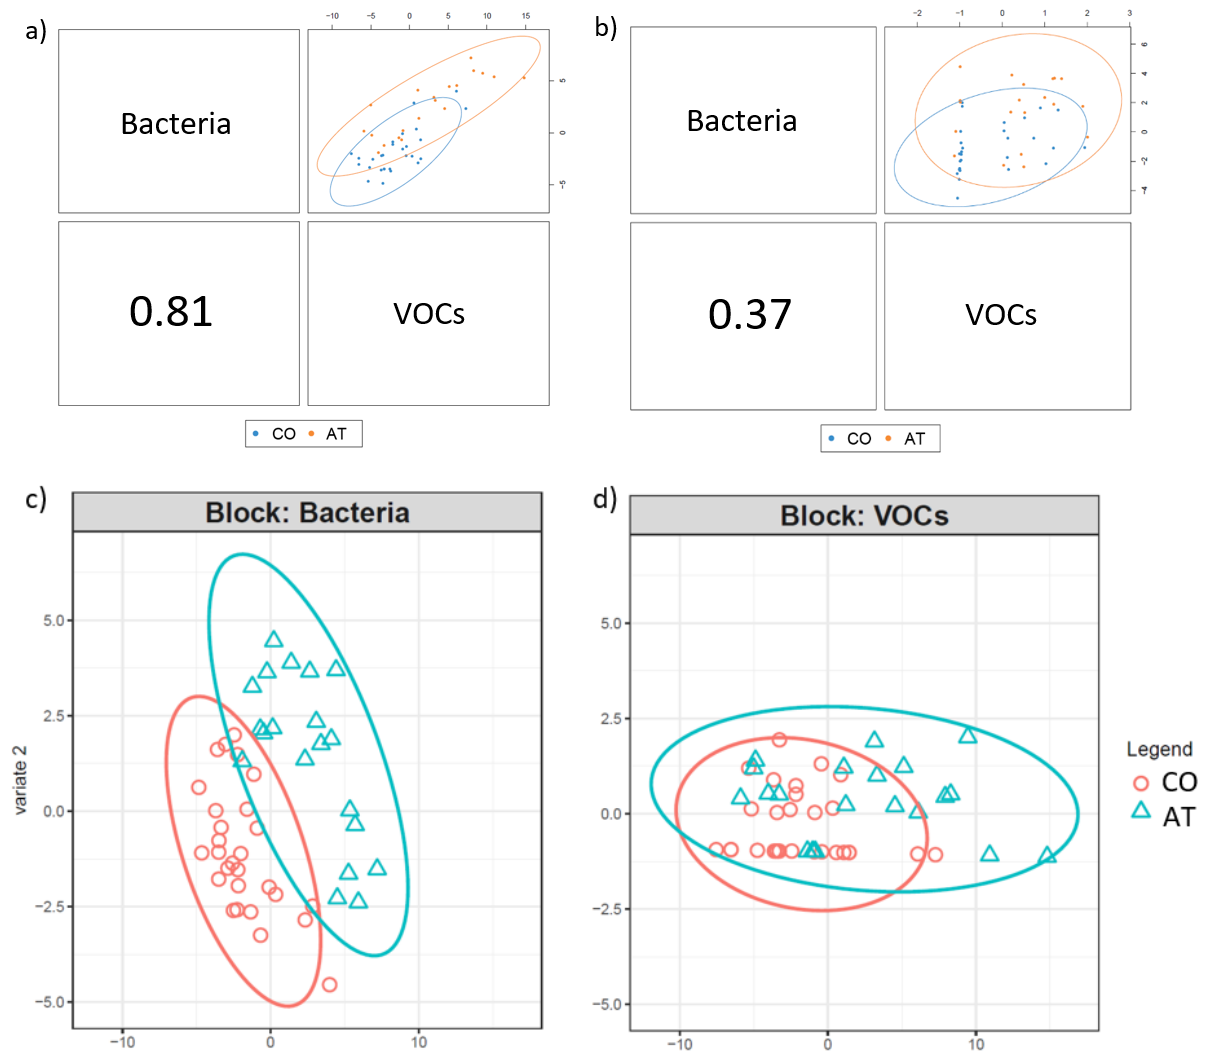 a)
−10 −5 0 5 10 15
Bacteria
5
0
−5
0.81
VOCs
CO AT
b)
−2 −1 0 1 2 3
Bacteria
6
4
2
0
−2
−4
0.37
VOCs
CO AT
c)
Block: Bacteria
variate 2
5.0
2.5
0.0
−2.5
−5.0
−10 0 10
d)
Block: VOCs
5.0
2.5
0.0
−2.5
−5.0
−10 0 10
Legend
CO
AT